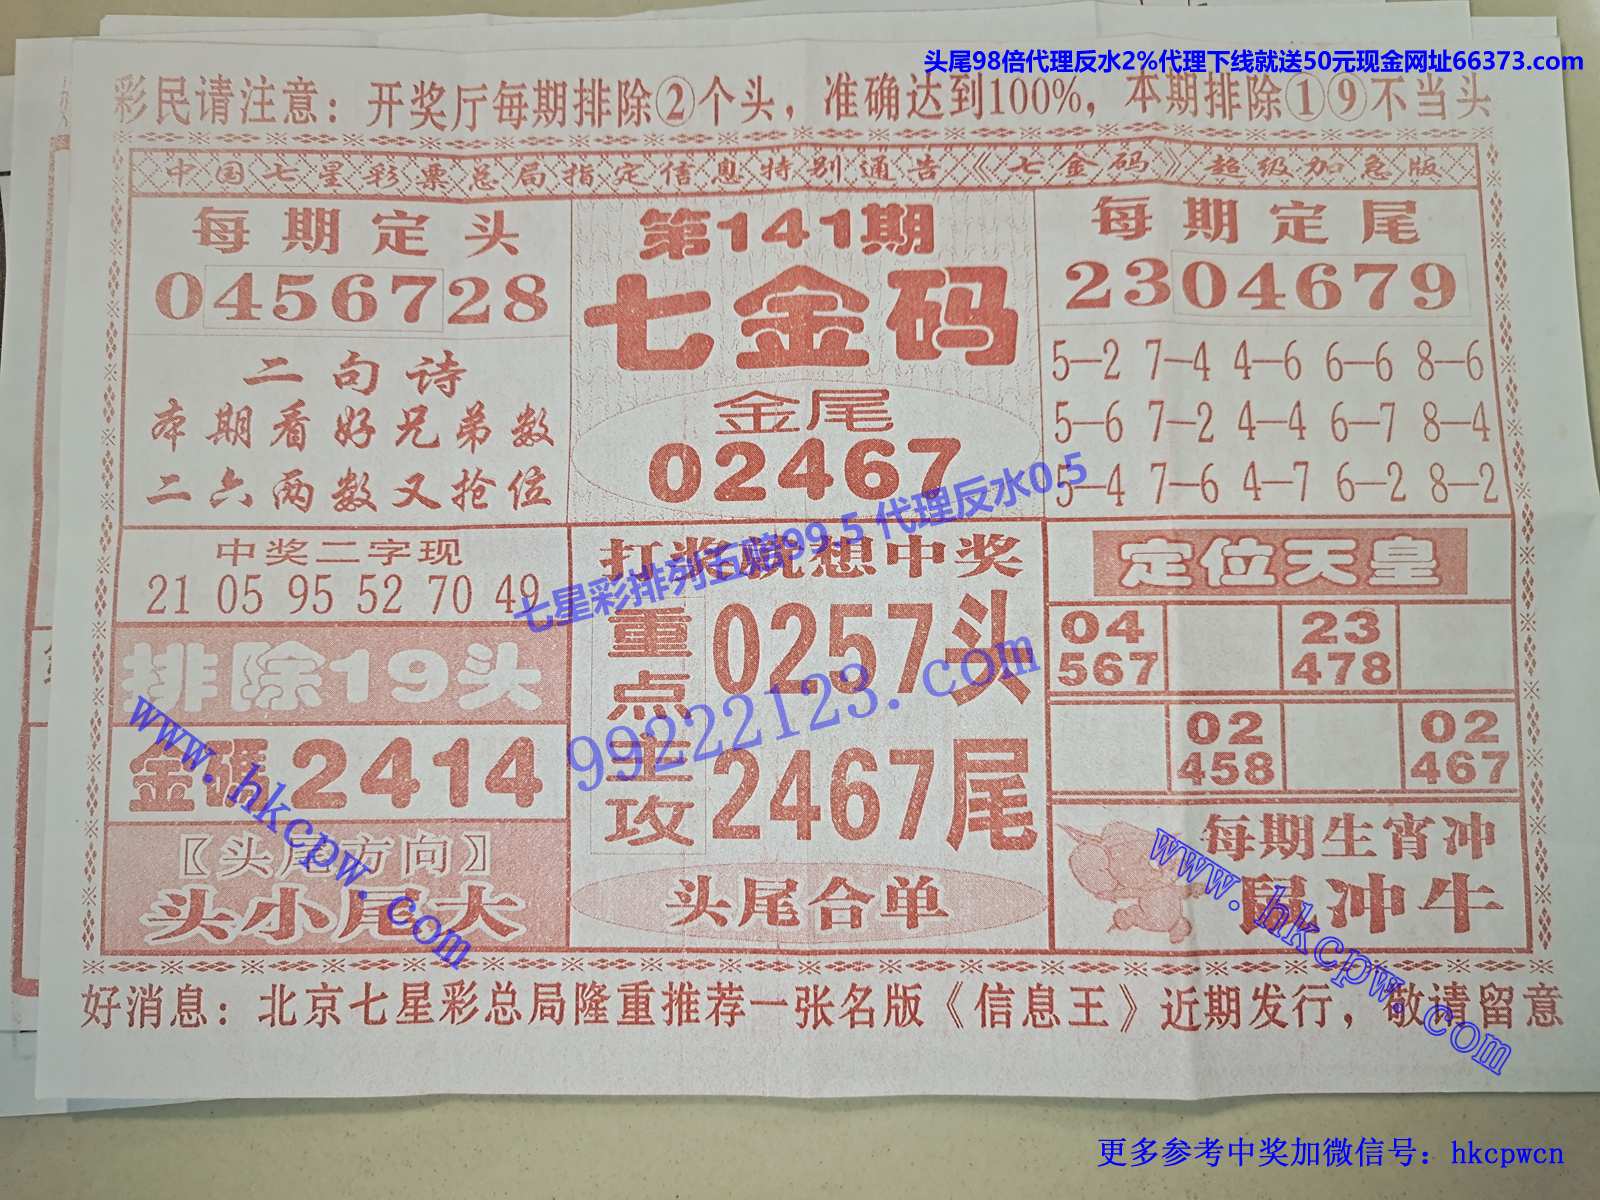 头尾98倍代理反水2%代理下线就送50元现金网址66373.com
彩民请注意：开奖厅每期排除②个头，准确达到100%，本期排除①⑨不当头
中国七星彩票总局指定信息特别通告《七金码》超级加急版
每期定头
0456728
二句诗
本期看好兄弟数
二六两数又抢位
第141期
七金码
金尾
02467
每期定尾
2304679
5—2 7—4 4—6 6—6 8—6
5—6 7—2 4—4 6—7 8—4
5—4 7—6 4—7 6—2 8—2
中奖二字现
21 05 95 52 70 49
排除19头
金碼2414
【头尾方向】
头小尾大
打奖统想中奖
重点主攻
0257头
2467尾
头尾合单
定位天皇
04 23
567 478
02 02
458 467
每期生宵冲
鼠冲牛
好消息：北京七星彩总局隆重推荐一张名版《信息王》近期发行，敬请留意
七星彩排列五赔99.5 代理反水0.5
99222123.com
www.hkcpw.com
www.hkcpw.com
更多参考中奖加微信号：hkcpwcn